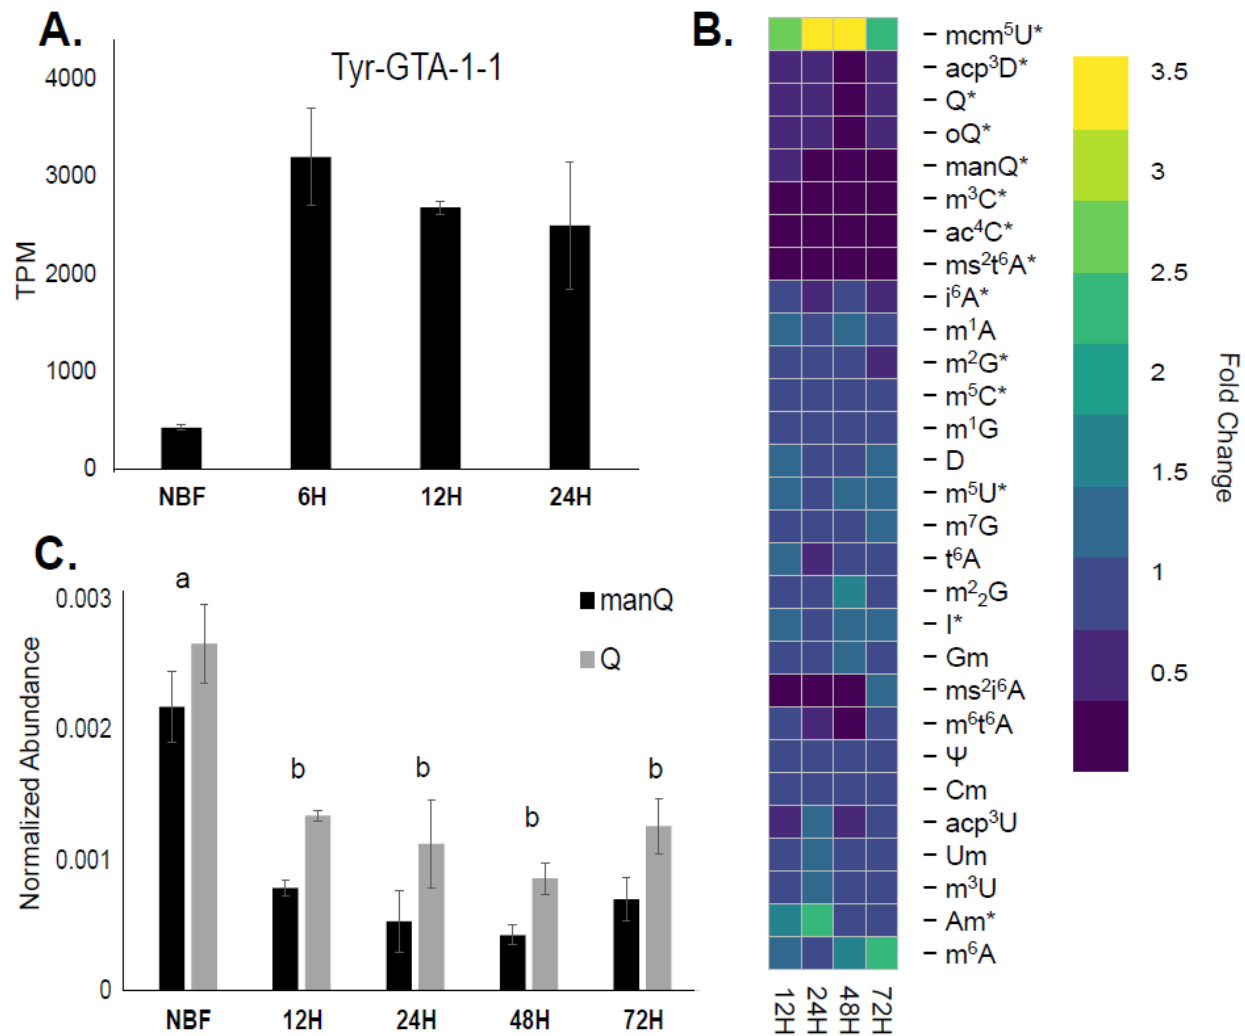 A.
Tyr-GTA-1-1
TPM
4000
3000
2000
1000
0
NBF 6H 12H 24H
B.
mcm⁵U*
acp³D*
Q*
oQ*
manQ*
m³C*
ac⁴C*
ms²t⁶A*
i⁶A*
m¹A
m²G*
m⁵C*
m¹G
D
m⁵U*
m⁷G
t⁶A
m²₂G
I*
Gm
ms²i⁶A
m⁶t⁶A
Ψ
Cm
acp³U
Um
m³U
Am*
m⁶A
12H 24H 48H 72H
3.5
3
2.5
2
1.5
1
0.5
Fold Change
C.
Normalized Abundance
0.003
0.002
0.001
0
a
b
b
b
b
manQ
Q
NBF 12H 24H 48H 72H